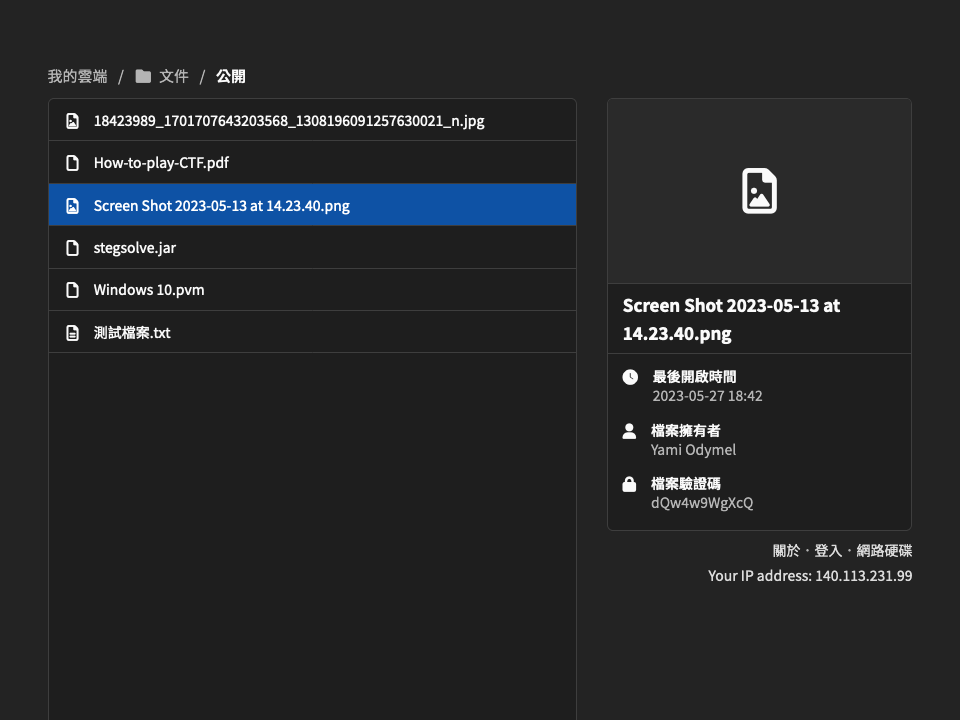 我的雲端 / 文件 / 公開
18423989_1701707643203568_1308196091257630021_n.jpg
How-to-play-CTF.pdf
Screen Shot 2023-05-13 at 14.23.40.png
stegsolve.jar
Windows 10.pvm
測試檔案.txt
Screen Shot 2023-05-13 at
14.23.40.png
最後開啟時間
2023-05-27 18:42
檔案擁有者
Yami Odymel
檔案驗證碼
dQw4w9WgXcQ
關於 · 登入 · 網路硬碟
Your IP address: 140.113.231.99